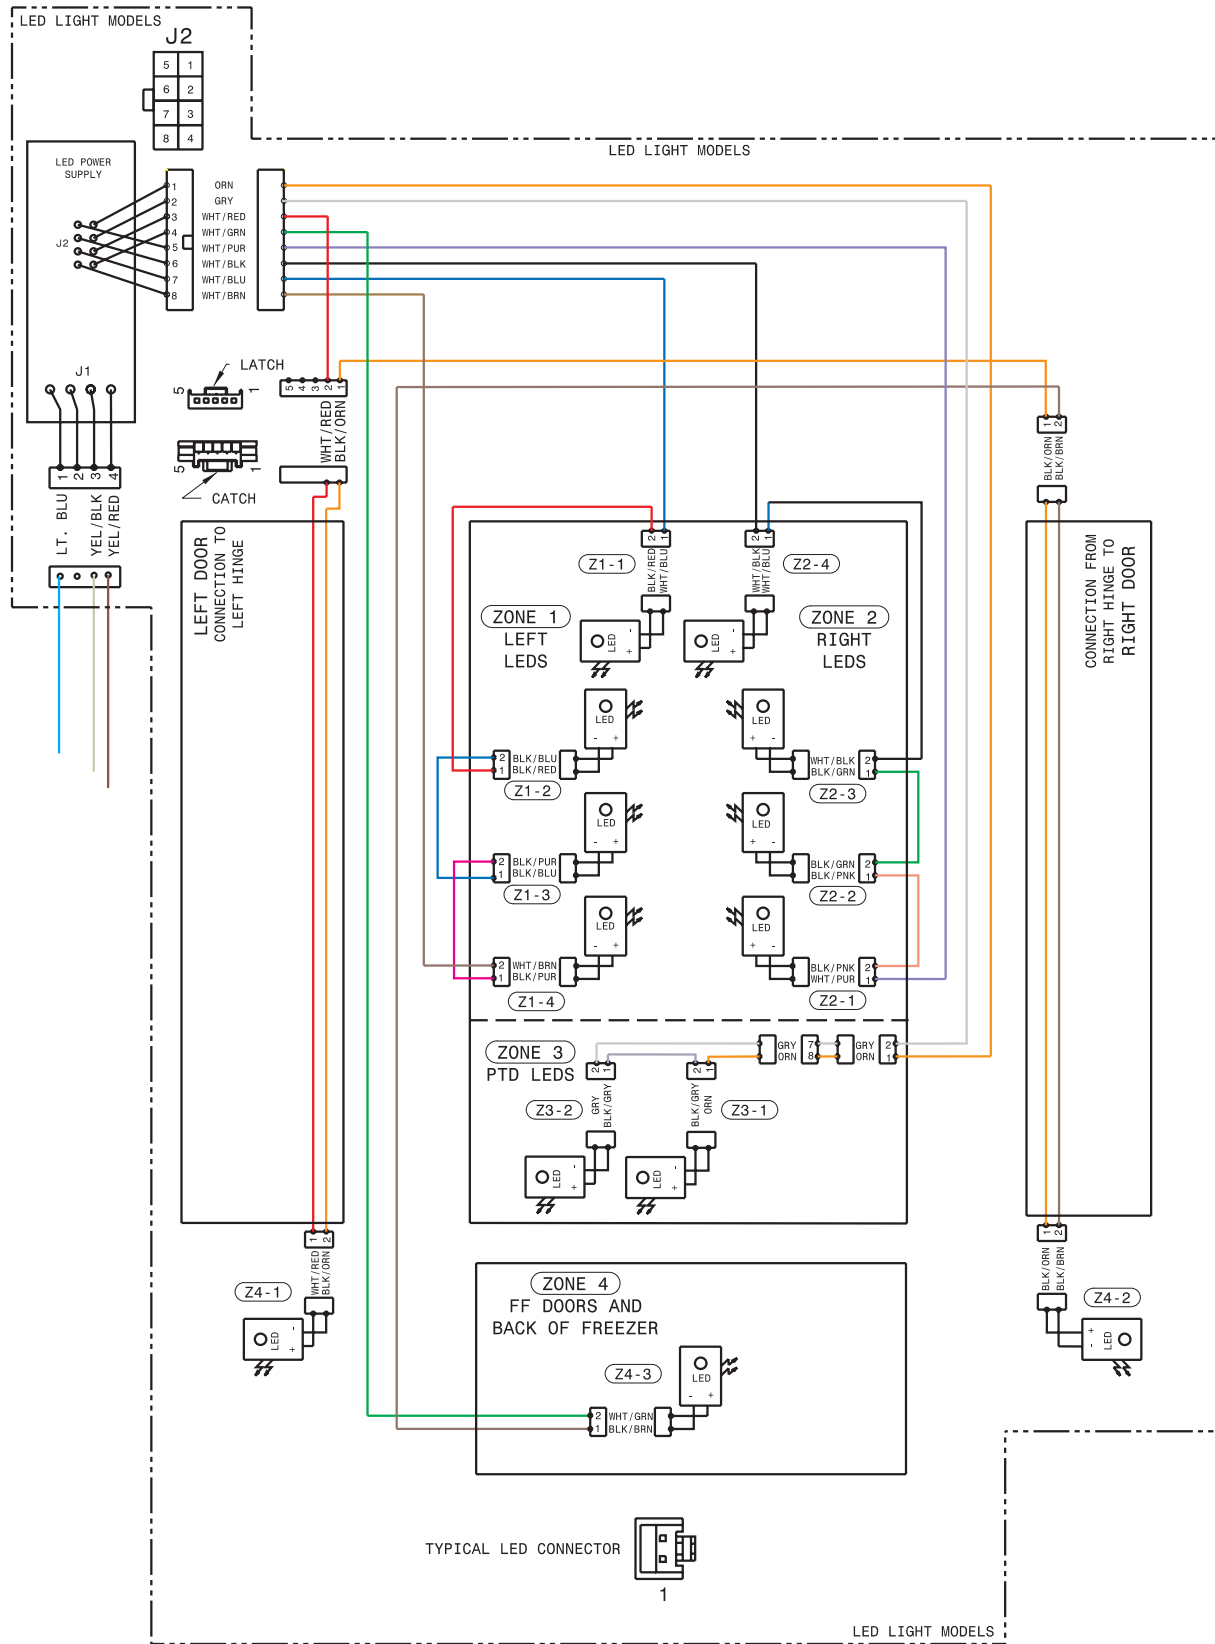 LED LIGHT MODELS
J2
5 1
6 2
7 3
8 4
LED LIGHT MODELS
LED POWER
SUPPLY
J2
1 ORN
2 GRY
3 WHT/RED
4 WHT/GRN
5 WHT/PUR
6 WHT/BLK
7 WHT/BLU
8 WHT/BRN
J1
1 2 3 4
LT. BLU
YEL/BLK
YEL/RED
LATCH
5 1
5 1
CATCH
5 4 3 2 1
WHT/RED
BLK/ORN
1 2
BLK/ORN
BLK/BRN
LEFT DOOR
CONNECTION TO
LEFT HINGE
CONNECTION FROM
RIGHT HINGE TO
RIGHT DOOR
2 1
Z1-1
BLK/RED
WHT/BLU
2 1
WHT/BLK
WHT/BLU
Z2-4
ZONE 1
LEFT
LEDS
LED
- +
LED
- +
ZONE 2
RIGHT
LEDS
LED
- +
2 BLK/BLU
1 BLK/RED
Z1-2
LED
+ -
WHT/BLK 2
BLK/GRN 1
Z2-3
LED
- +
2 BLK/PUR
1 BLK/BLU
Z1-3
LED
+ -
BLK/GRN 2
BLK/PNK 1
Z2-2
LED
- +
2 WHT/BRN
1 BLK/PUR
Z1-4
LED
+ -
BLK/PNK 2
WHT/PUR 1
Z2-1
ZONE 3
PTD LEDS
GRY 7 GRY 2
ORN 8 ORN 1
2 1
Z3-2
GRY
BLK/GRY
2 1
BLK/GRY
ORN
Z3-1
LED
- +
LED
- +
1 2
WHT/RED
BLK/ORN
Z4-1
LED
- +
ZONE 4
FF DOORS AND
BACK OF FREEZER
Z4-3
LED
- +
2 WHT/GRN
1 BLK/BRN
1 2
BLK/ORN
BLK/BRN
Z4-2
+ -
LED
TYPICAL LED CONNECTOR
1
LED LIGHT MODELS